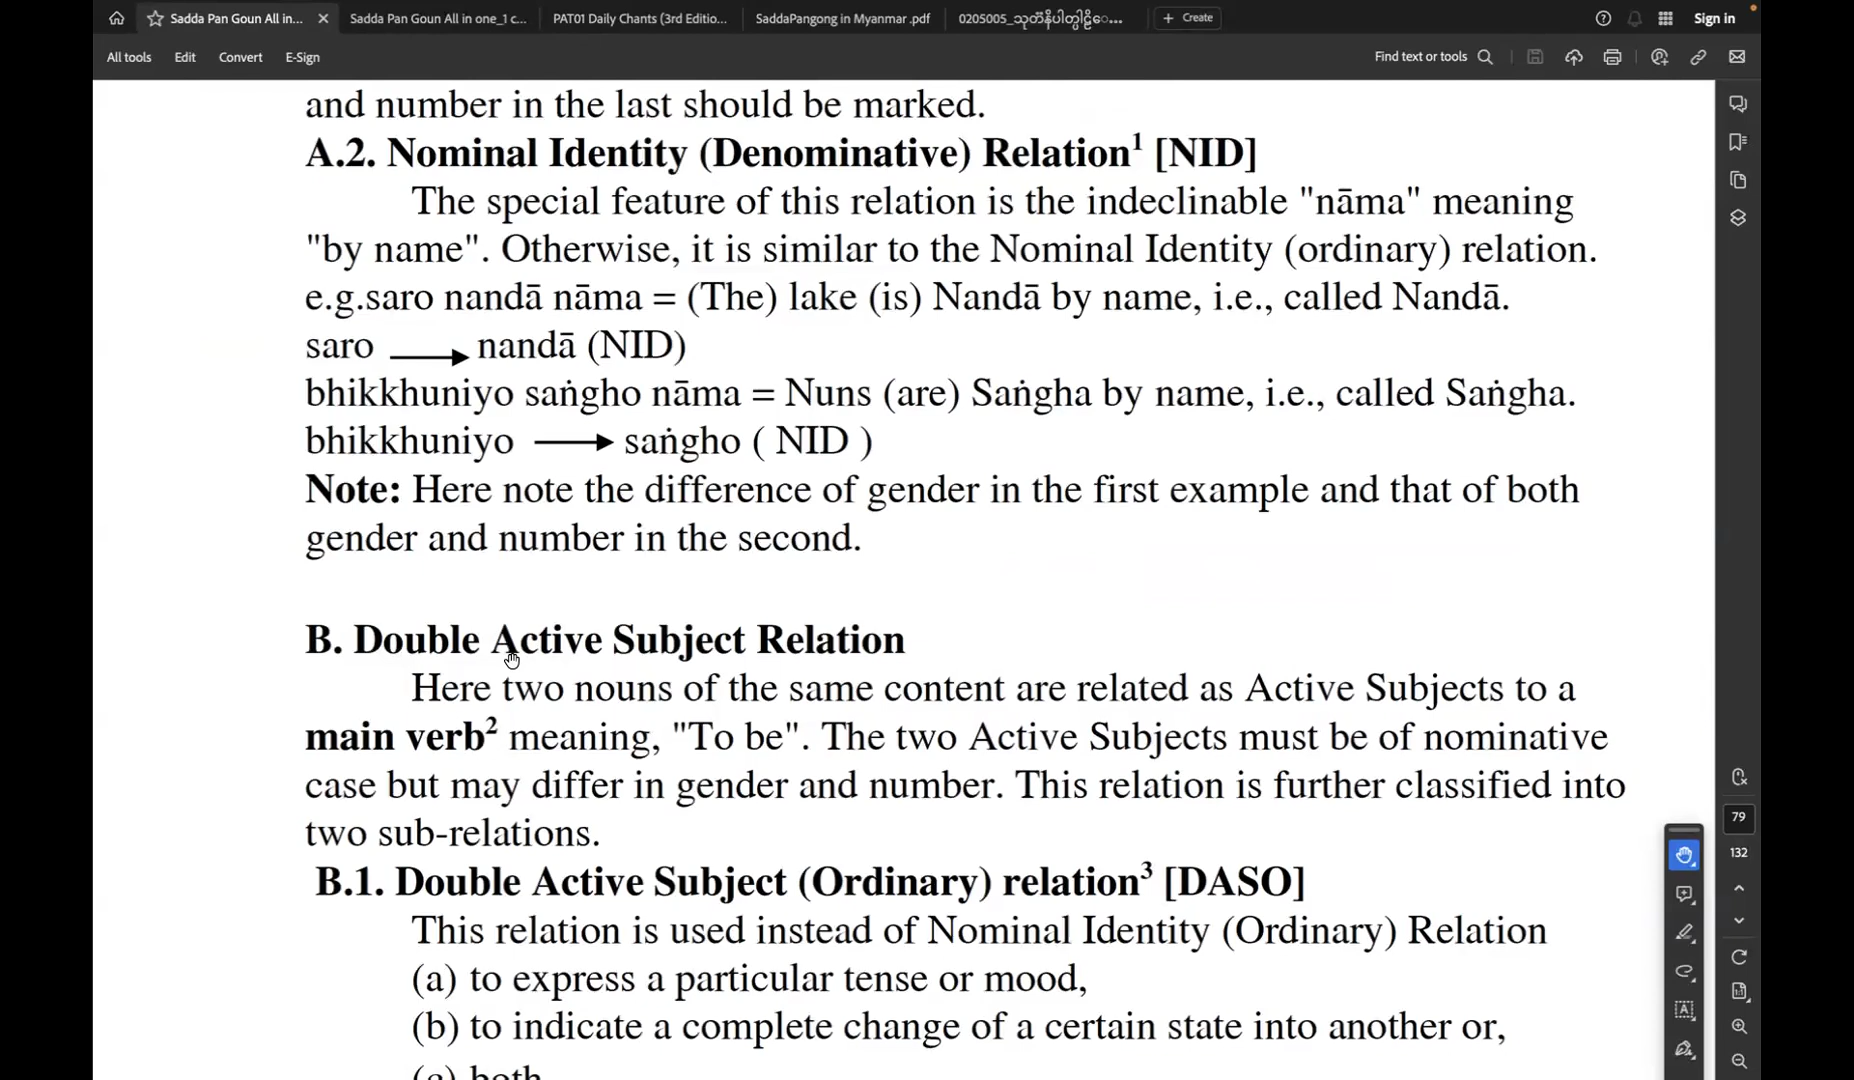 Sadda Pan Goun All in...
Sadda Pan Goun All in one_1 c...
PAT01 Daily Chants (3rd Editio...
SaddaPangong in Myanmar .pdf
Create
Sign in
All tools
Edit
Convert
E-Sign
Find text or tools
and number in the last should be marked.
A.2. Nominal Identity (Denominative) Relation1 [NID]
The special feature of this relation is the indeclinable "nāma" meaning
"by name". Otherwise, it is similar to the Nominal Identity (ordinary) relation.
e.g.saro nandā nāma = (The) lake (is) Nandā by name, i.e., called Nandā.
saro ⟶ nandā (NID)
bhikkhuniyo saṅgho nāma = Nuns (are) Saṅgha by name, i.e., called Saṅgha.
bhikkhuniyo ⟶ saṅgho ( NID )
Note: Here note the difference of gender in the first example and that of both
gender and number in the second.
B. Double Active Subject Relation
Here two nouns of the same content are related as Active Subjects to a
main verb2 meaning, "To be". The two Active Subjects must be of nominative
case but may differ in gender and number. This relation is further classified into
two sub-relations.
B.1. Double Active Subject (Ordinary) relation3 [DASO]
This relation is used instead of Nominal Identity (Ordinary) Relation
(a) to express a particular tense or mood,
(b) to indicate a complete change of a certain state into another or,
(c) both
79
132